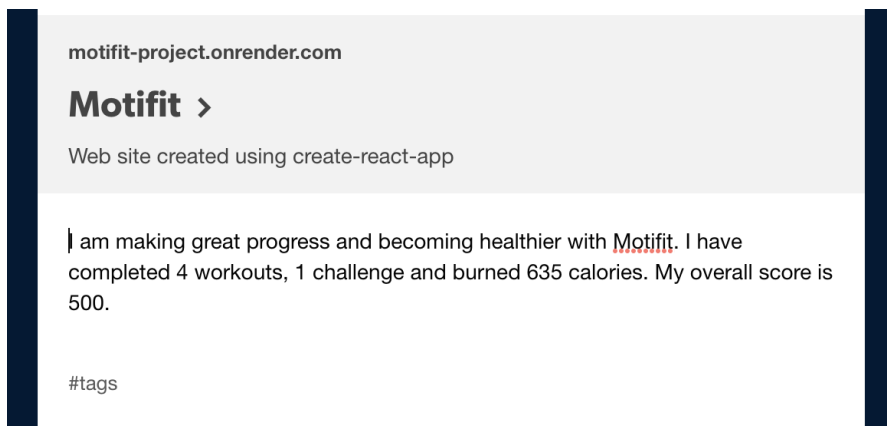 motifit-project.onrender.com
Motifit >
Web site created using create-react-app
I am making great progress and becoming healthier with Motifit. I have
completed 4 workouts, 1 challenge and burned 635 calories. My overall score is
500.
#tags